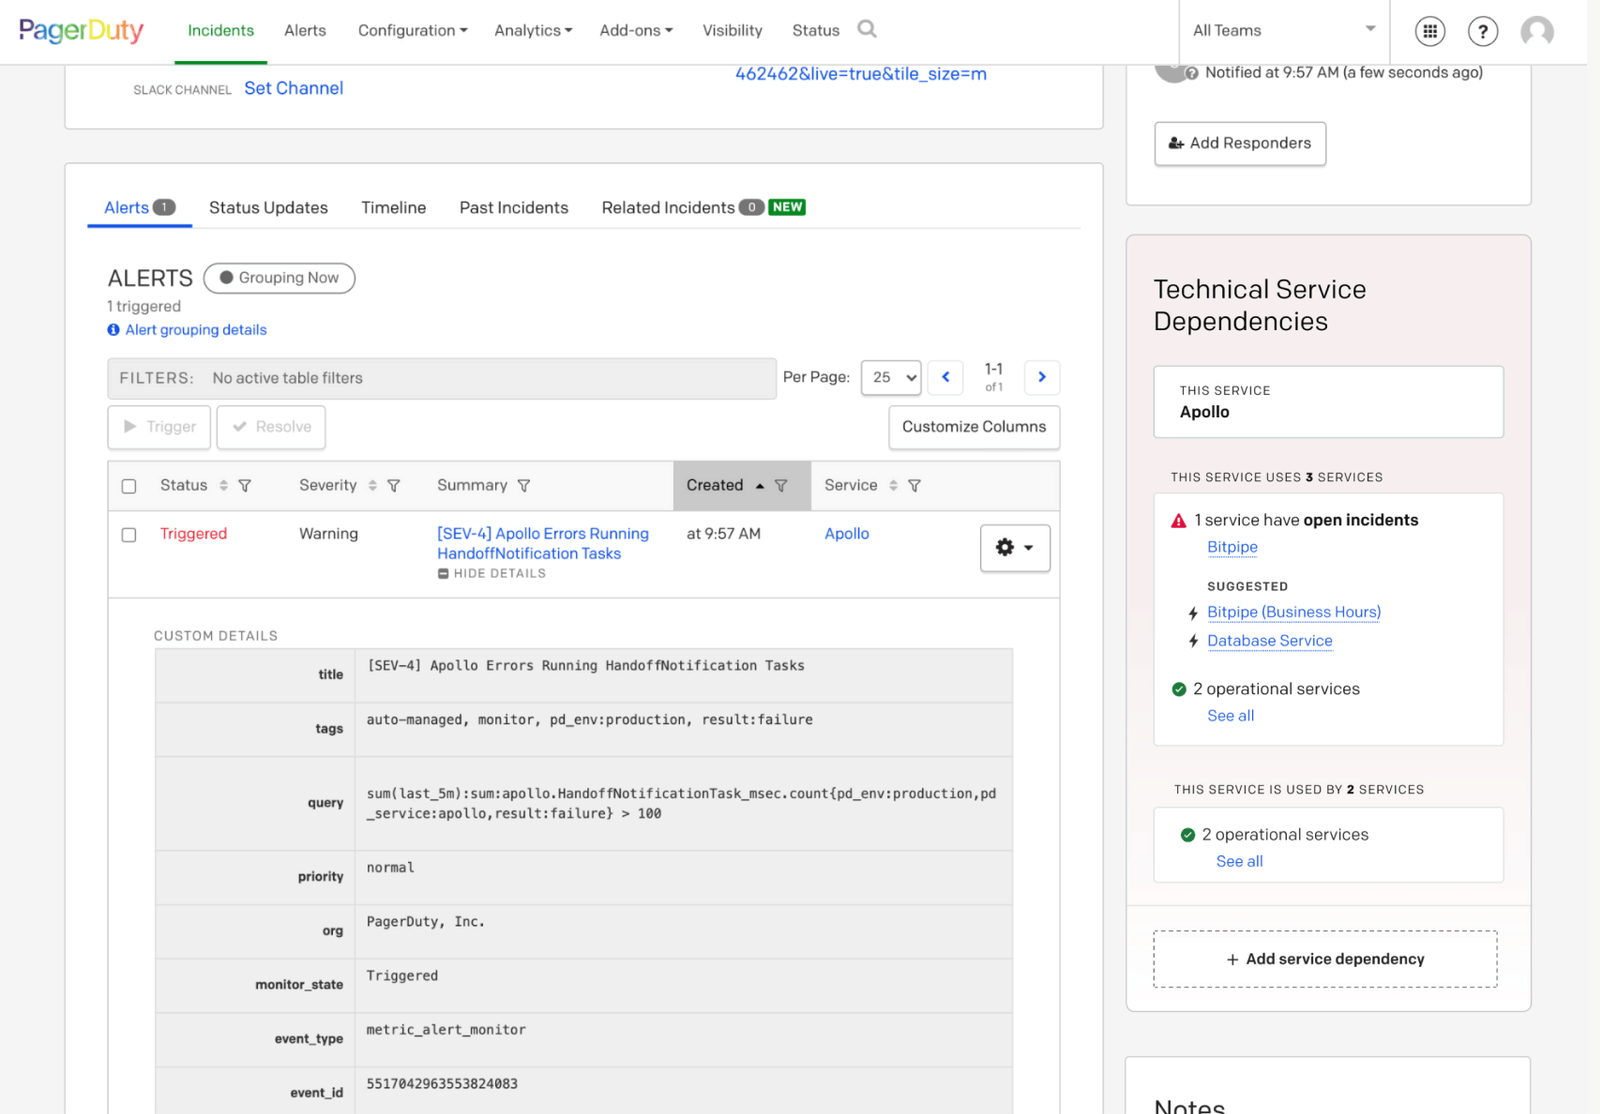 PagerDuty
Incidents Alerts Configuration Analytics Add-ons Visibility Status All Teams ?
SLACK CHANNEL Set Channel
462462&live=true&tile_size=m
Notified at 9:57 AM (a few seconds ago)
Add Responders
Alerts 1 Status Updates Timeline Past Incidents Related Incidents 0 NEW
ALERTS Grouping Now
1 triggered
Alert grouping details
FILTERS: No active table filters
Per Page: 25 1-1
of 1
Trigger Resolve Customize Columns
Status Severity Summary Created Service
Triggered Warning [SEV-4] Apollo Errors Running at 9:57 AM Apollo
HandoffNotification Tasks
HIDE DETAILS
CUSTOM DETAILS
title [SEV-4] Apollo Errors Running HandoffNotification Tasks
tags auto-managed, monitor, pd_env:production, result:failure
query sum(last_5m):sum:apollo.HandoffNotificationTask_msec.count{pd_env:production,pd
_service:apollo,result:failure} > 100
priority normal
org PagerDuty, Inc.
monitor_state Triggered
event_type metric_alert_monitor
event_id 5517042963553824083
Technical Service
Dependencies
THIS SERVICE
Apollo
THIS SERVICE USES 3 SERVICES
1 service have open incidents
Bitpipe
SUGGESTED
Bitpipe (Business Hours)
Database Service
2 operational services
See all
THIS SERVICE IS USED BY 2 SERVICES
2 operational services
See all
+ Add service dependency
Notes